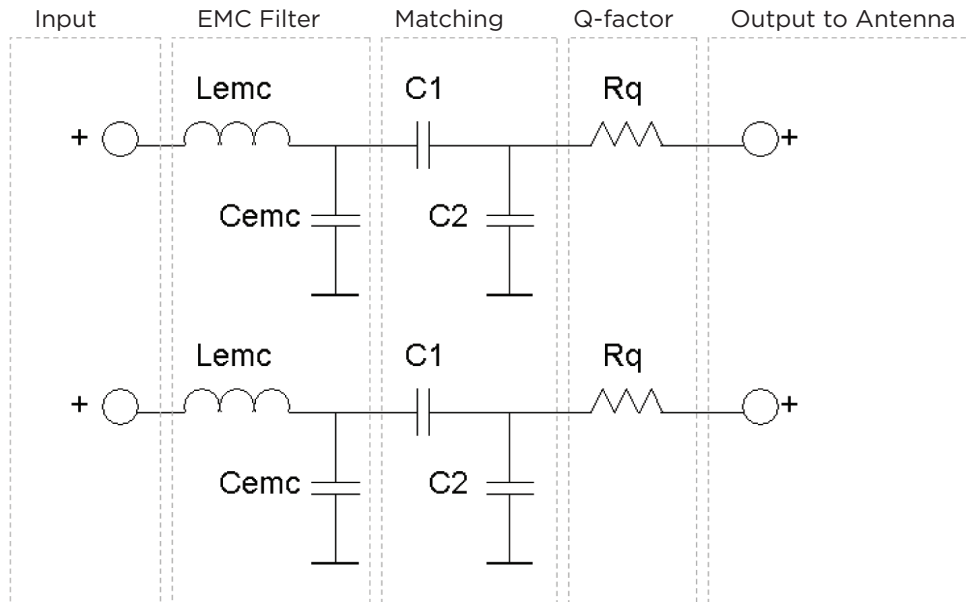 Input EMC Filter Matching Q-factor Output to Antenna
Lemc C1 Rq
+ +
Cemc C2
Lemc C1 Rq
+ +
Cemc C2